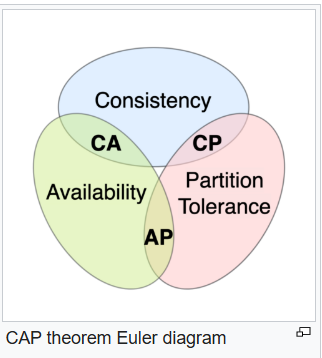 Consistency
CA
CP
Availability
Partition
Tolerance
AP
CAP theorem Euler diagram